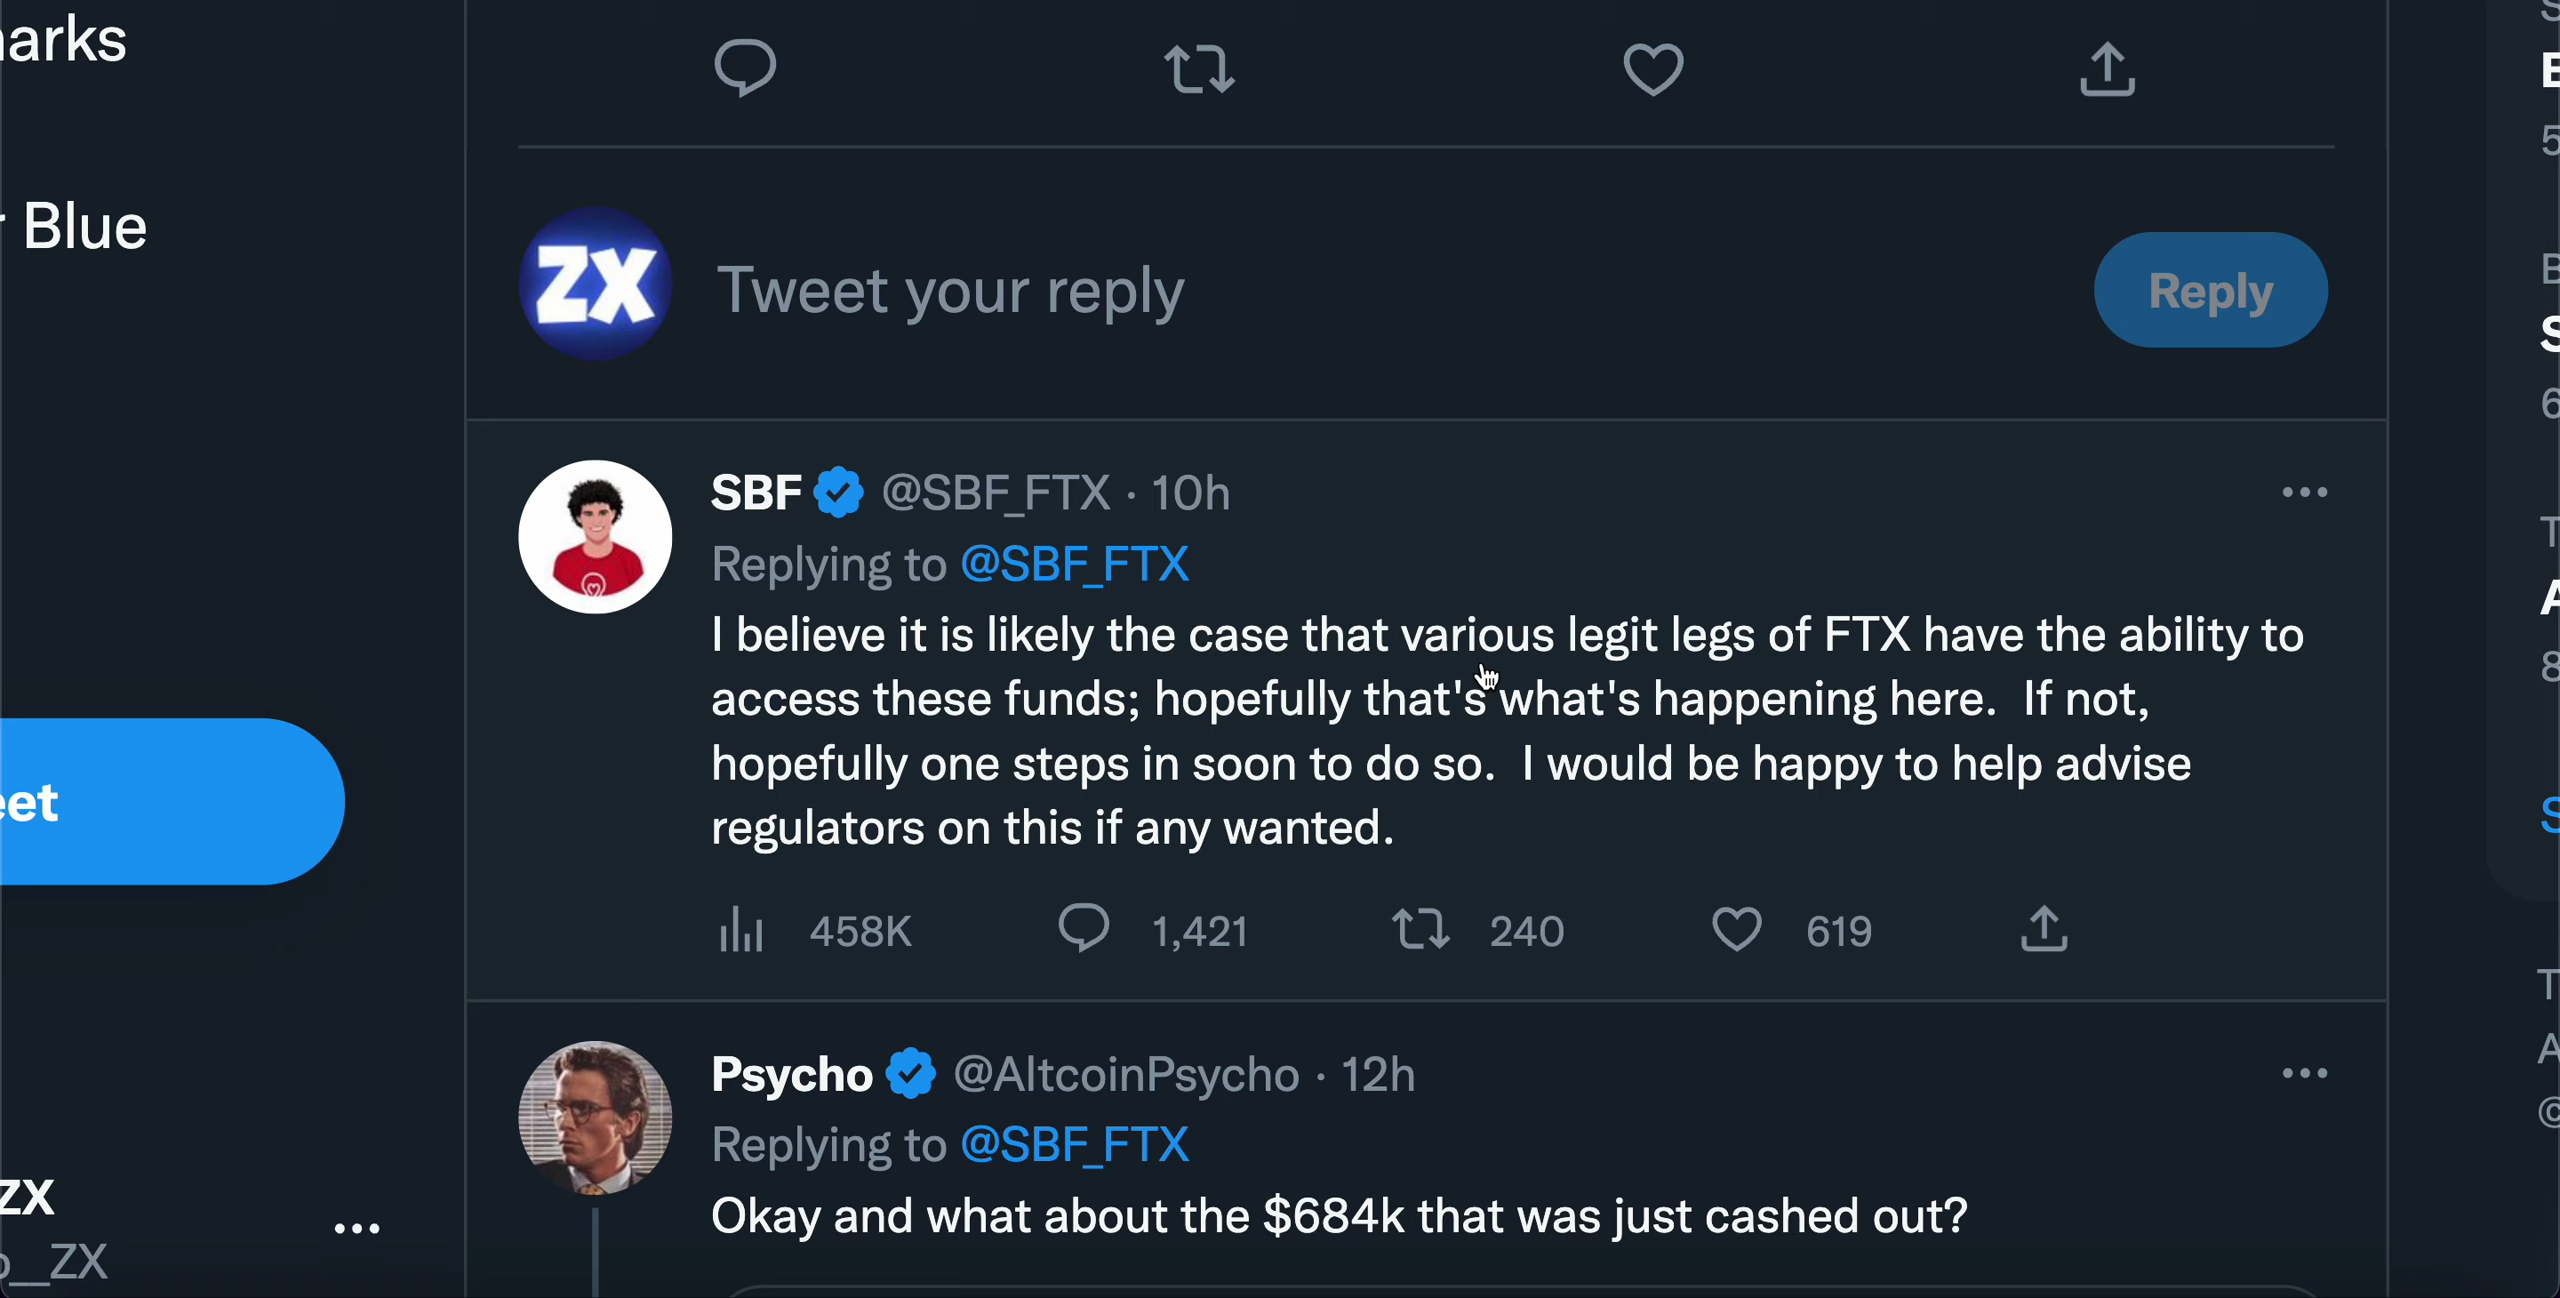 arks
Blue
eet
ZX
__ZX
ZX
Tweet your reply
Reply
SBF @SBF_FTX · 10h
Replying to @SBF_FTX
I believe it is likely the case that various legit legs of FTX have the ability to
access these funds; hopefully that's what's happening here.  If not,
hopefully one steps in soon to do so.  I would be happy to help advise
regulators on this if any wanted.
458K 1,421 240 619
Psycho @AltcoinPsycho · 12h
Replying to @SBF_FTX
Okay and what about the $684k that was just cashed out?